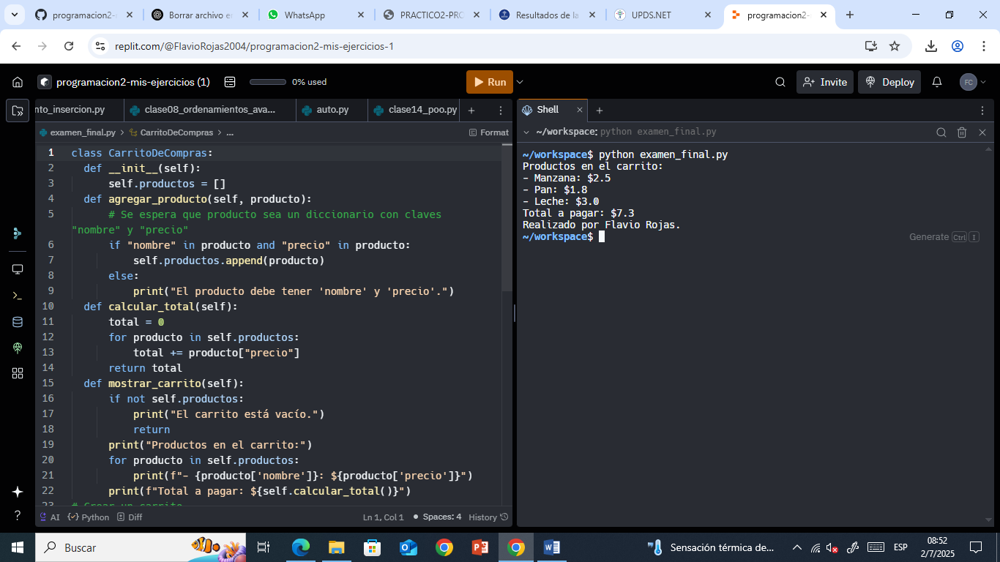 programacion2-
Borrar archivo e
WhatsApp
PRACTICO2-PRO
Resultados de la
UPDS.NET
programacion2-
replit.com/@FlavioRojas2004/programacion2-mis-ejercicios-1
programacion2-mis-ejercicios (1)
0% used
Run
Invite
Deploy
FC
nto_insercion.py
clase08_ordenamientos_ava...
auto.py
clase14_poo.py
Shell
examen_final.py > CarritoDeCompras > ...
Format
~/workspace: python examen_final.py
1 class CarritoDeCompras:
2 def __init__(self):
3 self.productos = []
4 def agregar_producto(self, producto):
5 # Se espera que producto sea un diccionario con claves
"nombre" y "precio"
6 if "nombre" in producto and "precio" in producto:
7 self.productos.append(producto)
8 else:
9 print("El producto debe tener 'nombre' y 'precio'.")
10 def calcular_total(self):
11 total = 0
12 for producto in self.productos:
13 total += producto["precio"]
14 return total
15 def mostrar_carrito(self):
16 if not self.productos:
17 print("El carrito está vacío.")
18 return
19 print("Productos en el carrito:")
20 for producto in self.productos:
21 print(f"- {producto['nombre']}: ${producto['precio']}")
22 print(f"Total a pagar: ${self.calcular_total()}")
23 # Crear un carrito
~/workspace$ python examen_final.py
Productos en el carrito:
- Manzana: $2.5
- Pan: $1.8
- Leche: $3.0
Total a pagar: $7.3
Realizado por Flavio Rojas.
~/workspace$
Generate Ctrl I
AI
Python
Diff
Ln 1, Col 1
Spaces: 4
History
Buscar
Sensación térmica de...
ESP
08:52
2/7/2025